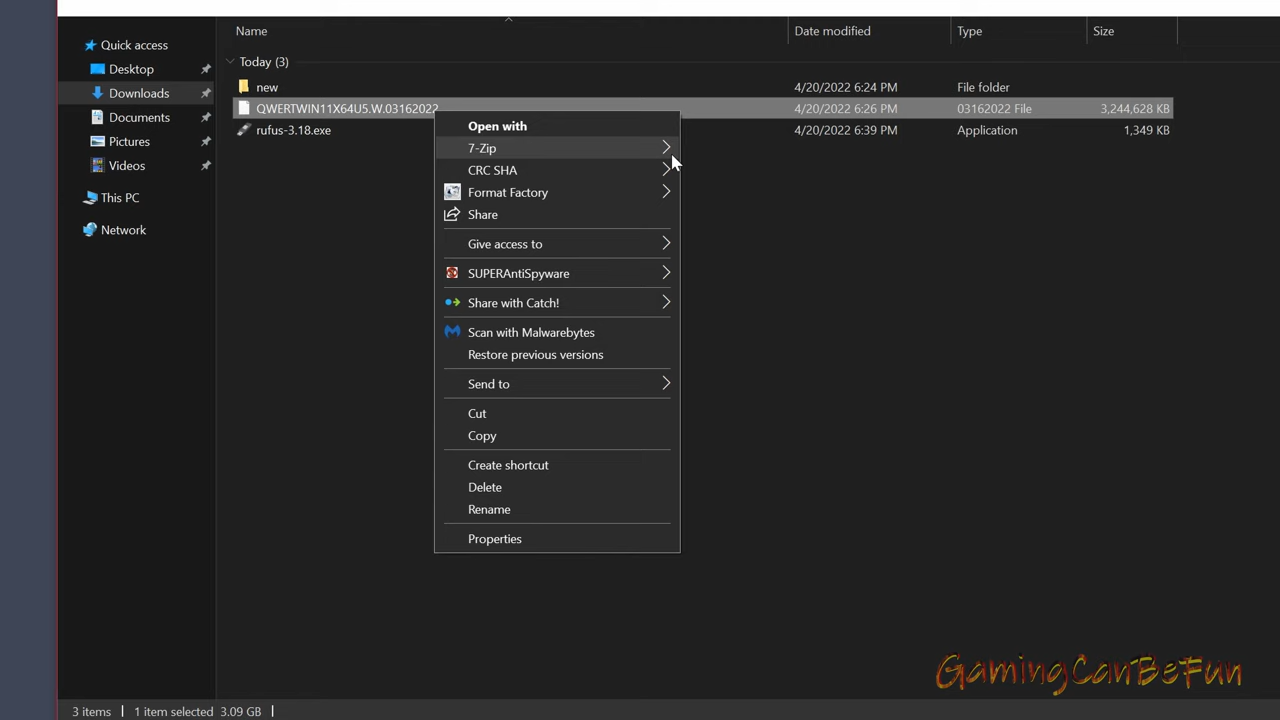 Name Date modified Type Size
Quick access
Desktop
Downloads
Documents
Pictures
Videos
This PC
Network
Today (3)
new 4/20/2022 6:24 PM File folder
QWERTWIN11X64U5.W.03162022 4/20/2022 6:26 PM 03162022 File 3,244,628 KB
rufus-3.18.exe 4/20/2022 6:39 PM Application 1,349 KB
Open with
7-Zip
CRC SHA
Format Factory
Share
Give access to
SUPERAntiSpyware
Share with Catch!
Scan with Malwarebytes
Restore previous versions
Send to
Cut
Copy
Create shortcut
Delete
Rename
Properties
GamingCanBeFun
3 items 1 item selected 3.09 GB